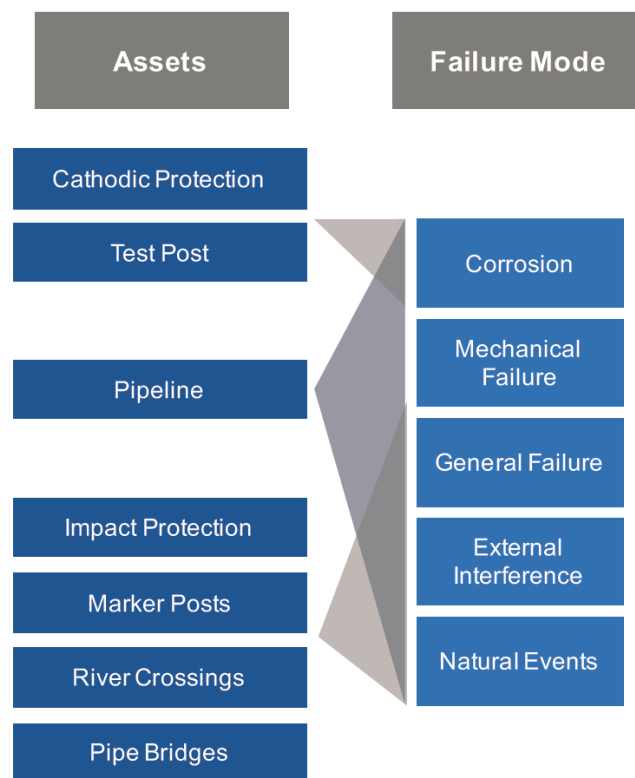 Assets
Failure Mode
Cathodic Protection
Test Post
Pipeline
Impact Protection
Marker Posts
River Crossings
Pipe Bridges
Corrosion
Mechanical
Failure
General Failure
External
Interference
Natural Events